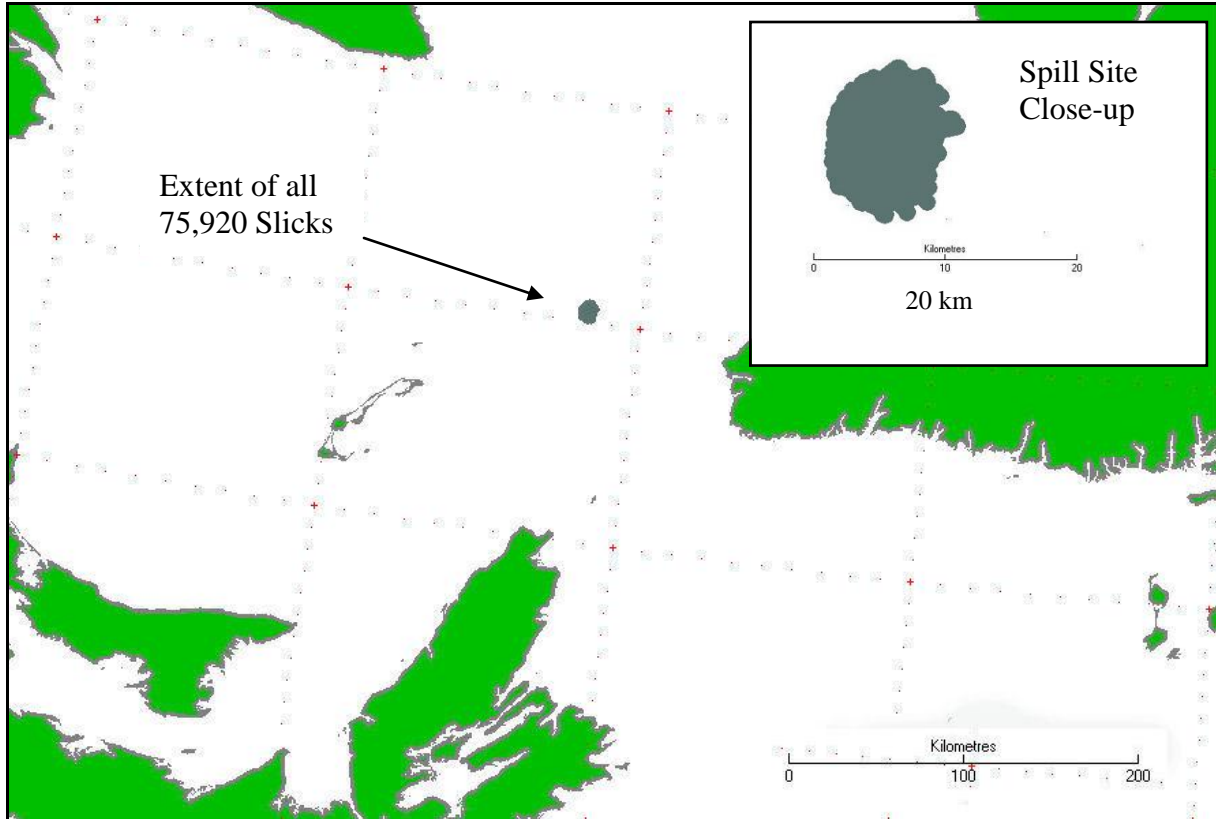 Extent of all
75,920 Slicks
Spill Site
Close-up
Kilometres
0 10 20
20 km
Kilometres
0 100 200